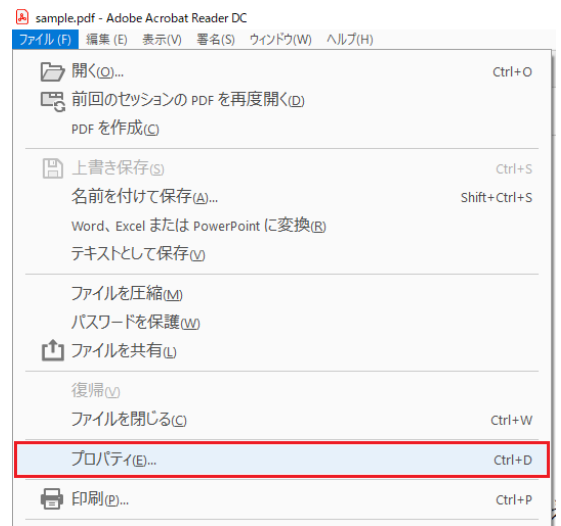 sample.pdf - Adobe Acrobat Reader DC
ファイル(F) 編集(E) 表示(V) 署名(S) ウィンドウ(W) ヘルプ(H)
開く(O)... Ctrl+O
前回のセッションの PDF を再度開く(D)
PDF を作成(C)
上書き保存(S) Ctrl+S
名前を付けて保存(A)... Shift+Ctrl+S
Word、Excel または PowerPoint に変換(R)
テキストとして保存(V)
ファイルを圧縮(M)
パスワードを保護(W)
ファイルを共有(L)
復帰(V)
ファイルを閉じる(C) Ctrl+W
プロパティ(E)... Ctrl+D
印刷(P)... Ctrl+P